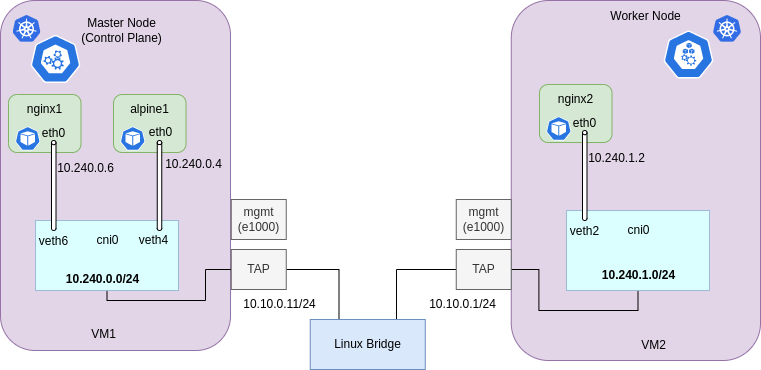 Master Node
(Control Plane)
nginx1
eth0
10.240.0.6
alpine1
eth0
10.240.0.4
veth6
cni0
veth4
10.240.0.0/24
VM1
mgmt
(e1000)
TAP
10.10.0.11/24
Linux Bridge
mgmt
(e1000)
TAP
10.10.0.1/24
Worker Node
nginx2
eth0
10.240.1.2
veth2
cni0
10.240.1.0/24
VM2